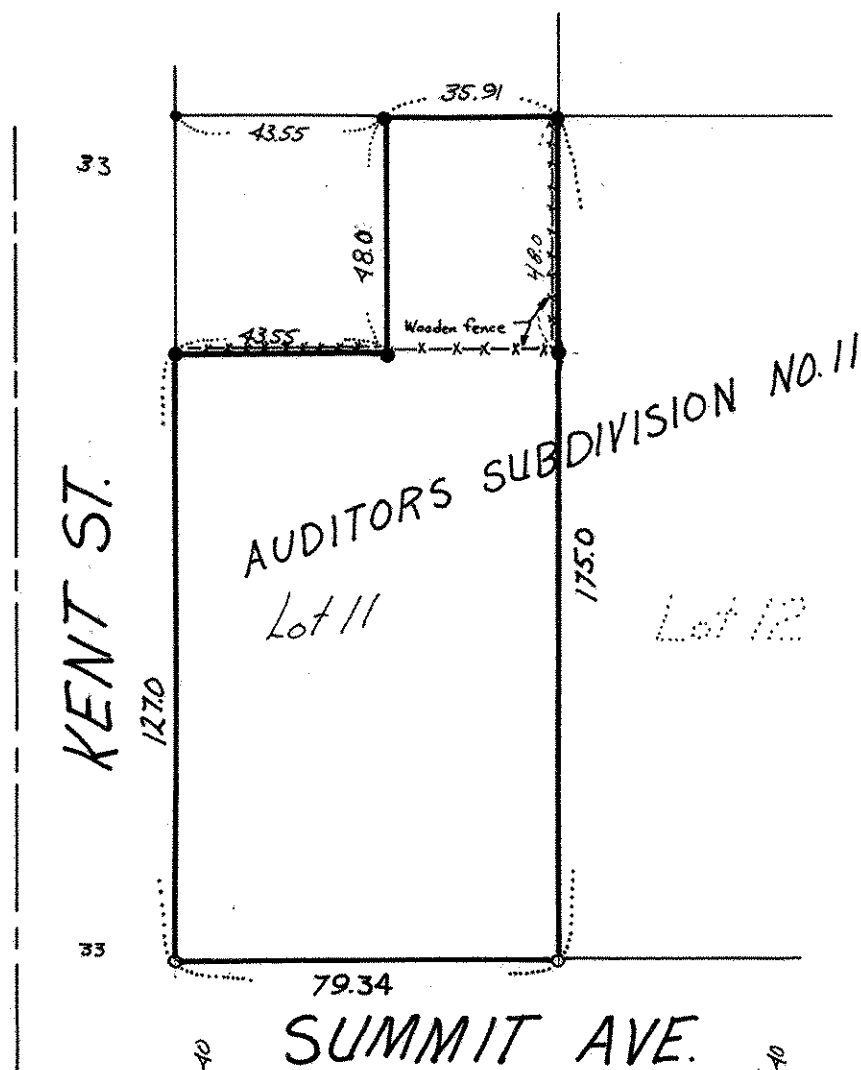 35.91
43.55
33
48.0
48.0
Wooden fence
43.55
AUDITORS SUBDIVISION NO. 11
KENT ST.
175.0
Lot 11
Lot 12
127.0
33
79.34
SUMMIT AVE.
40
40